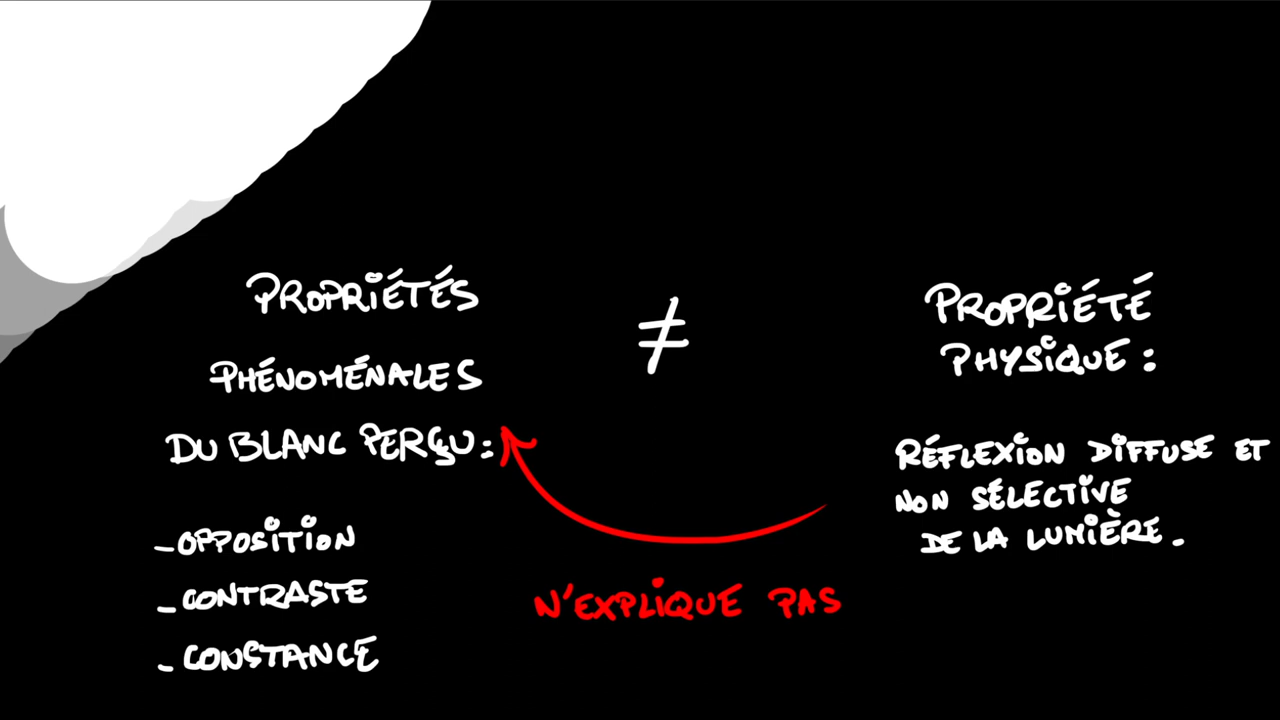 PROPRIÉTÉS
PHÉNOMÉNALES
DU BLANC PERÇU:
- OPPOSITION
- CONTRASTE
- CONSTANCE
≠
N'EXPLIQUE PAS
PROPRIÉTÉ
PHYSIQUE:
RÉFLEXION DIFFUSE ET
NON SÉLECTIVE
DE LA LUMIÈRE.